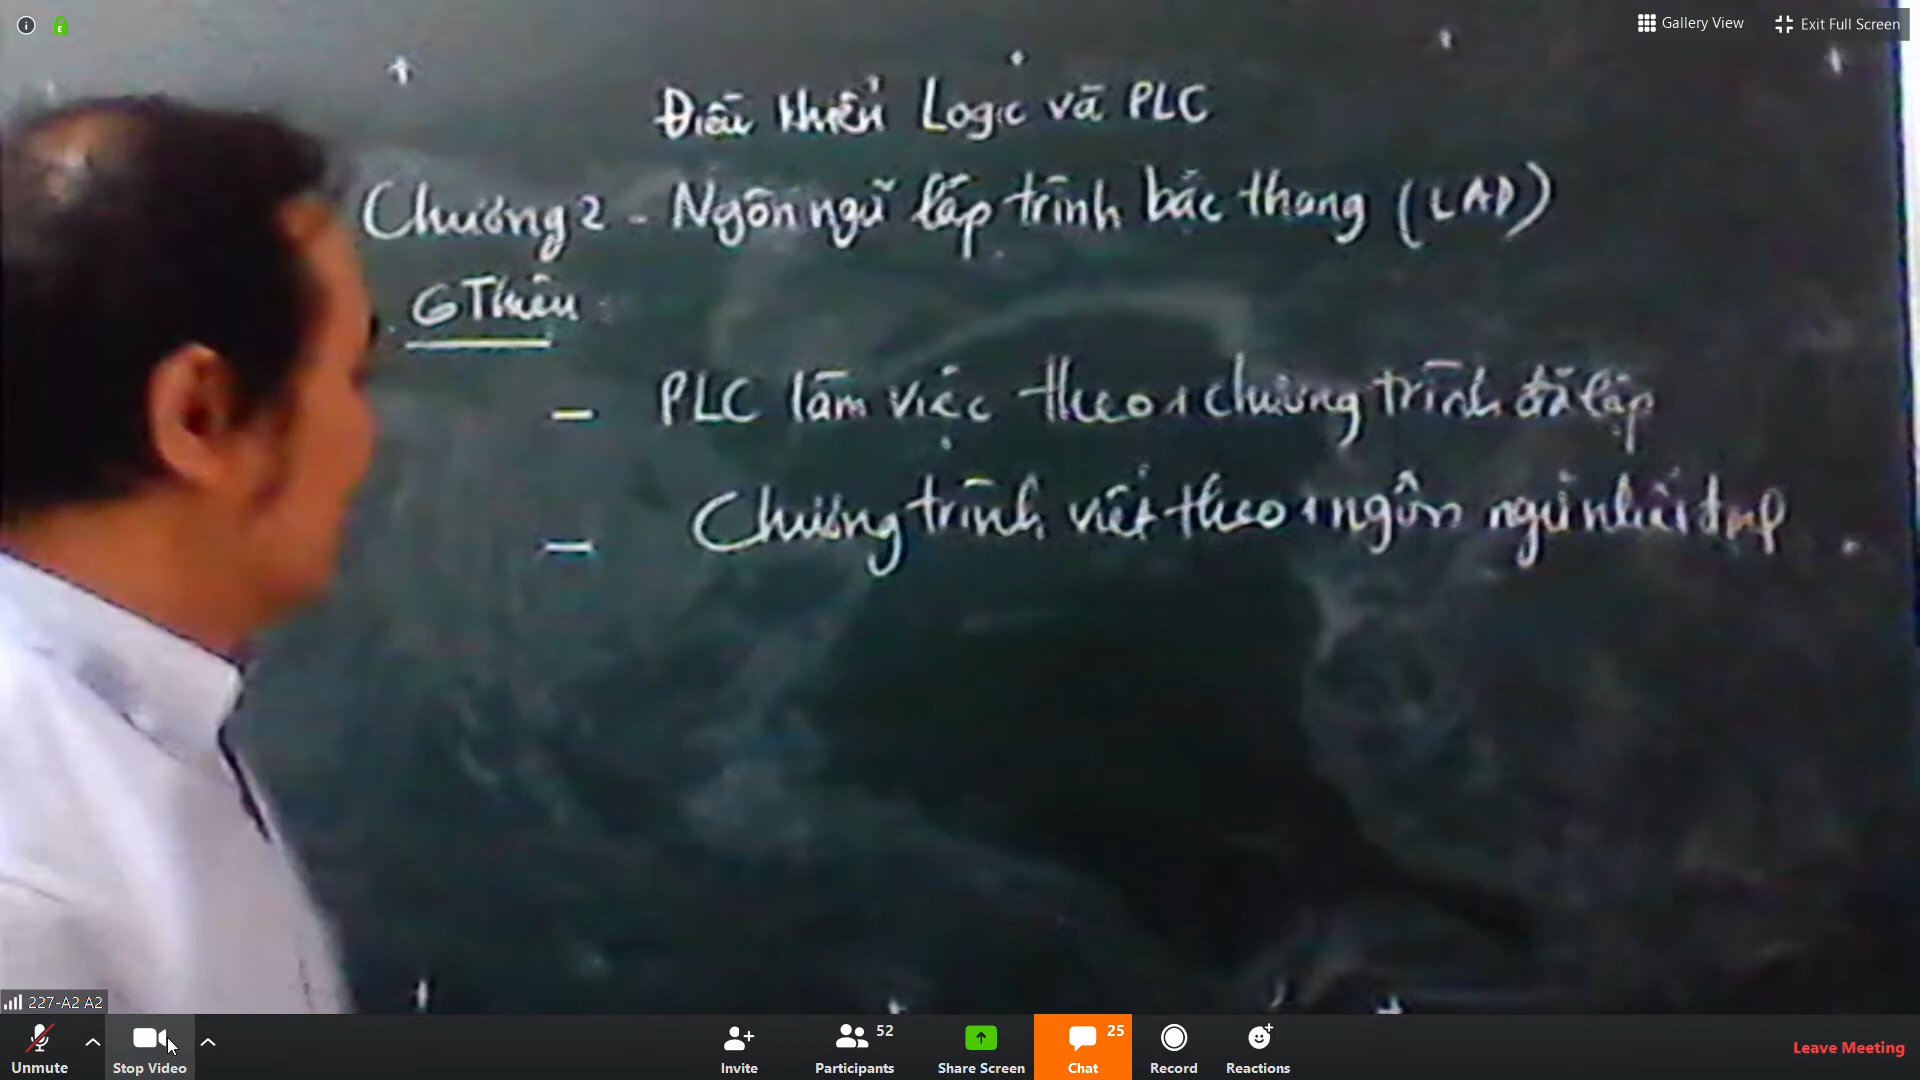 Gallery View
Exit Full Screen
Điều khiển Logic và PLC
Chương 2 - Ngôn ngữ lập trình bậc thang (LAD)
GThiệu
- PLC làm việc theo 1 chương trình đã lập
- Chương trình viết theo 1 ngôn ngữ nhất định
227-A2 A2
Unmute
Stop Video
Invite
Participants 52
Share Screen
Chat 25
Record
Reactions
Leave Meeting